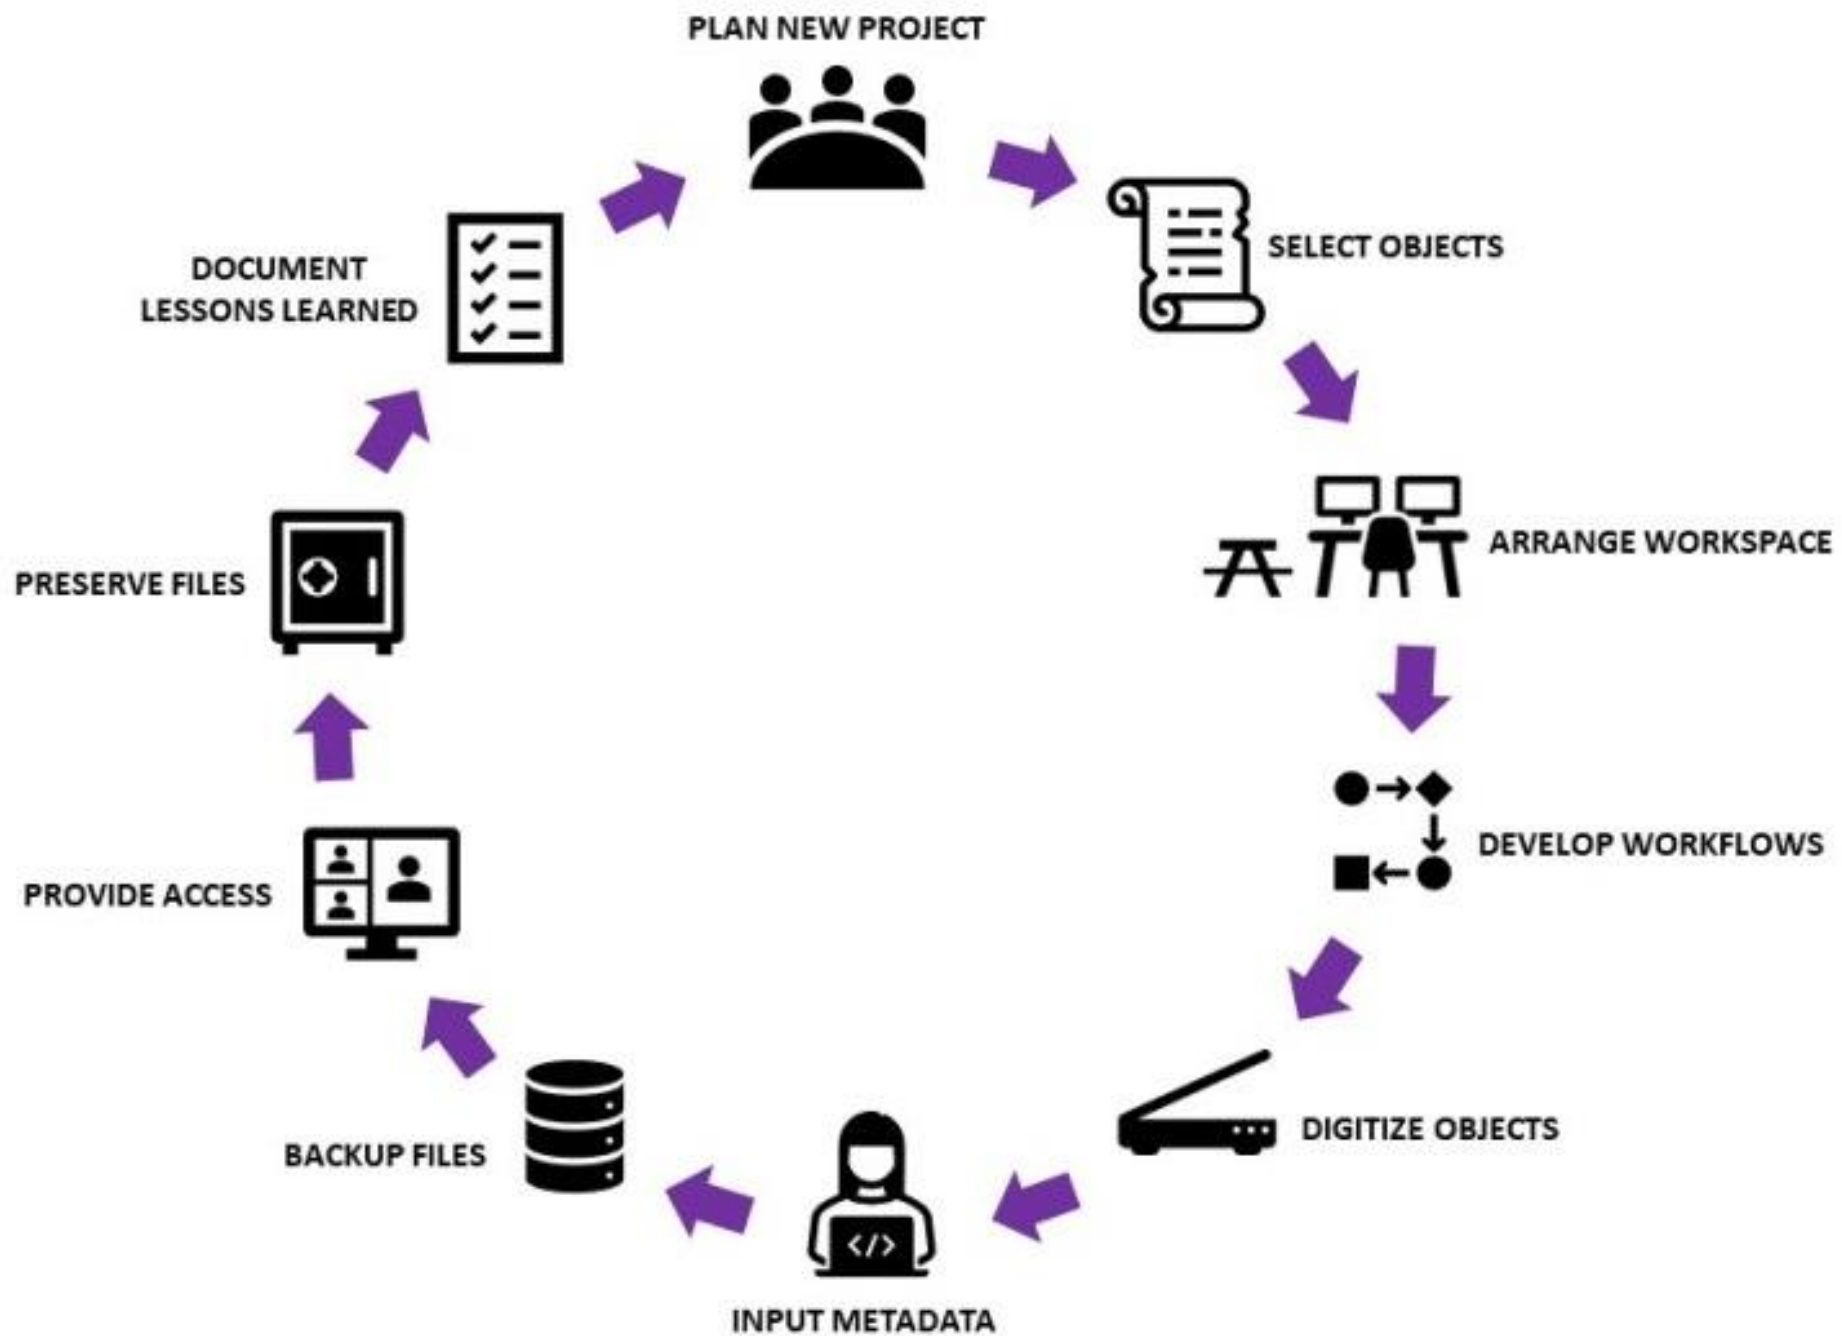 PLAN NEW PROJECT
SELECT OBJECTS
ARRANGE WORKSPACE
DEVELOP WORKFLOWS
DIGITIZE OBJECTS
</>
INPUT METADATA
BACKUP FILES
PROVIDE ACCESS
PRESERVE FILES
DOCUMENT
LESSONS LEARNED